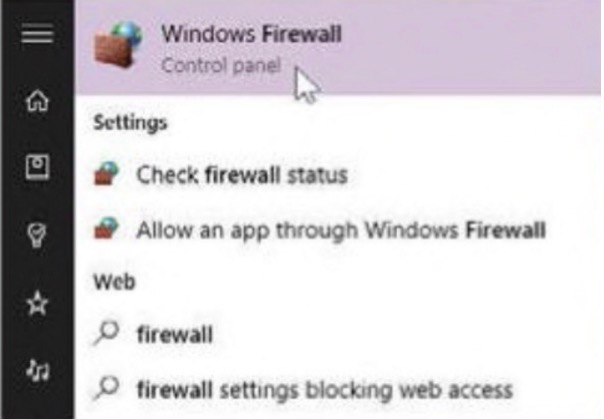 Windows Firewall
Control panel
Settings
Check firewall status
Allow an app through Windows Firewall
Web
firewall
firewall settings blocking web access